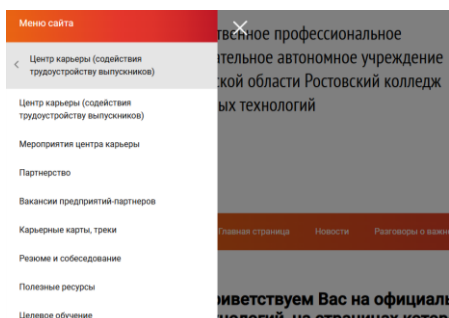 Меню сайта
Центр карьеры (содействия
трудоустройству выпускников)
Центр карьеры (содействия
трудоустройству выпускников)
Мероприятия центра карьеры
Партнерство
Вакансии предприятий-партнеров
Карьерные карты, треки
Резюме и собеседование
Полезные ресурсы
Целевое обучение
твенное профессиональное
ательное автономное учреждение
кой области Ростовский колледж
ых технологий
Главная страница Новости Разговоры о важн
риветствуем Вас на официаль